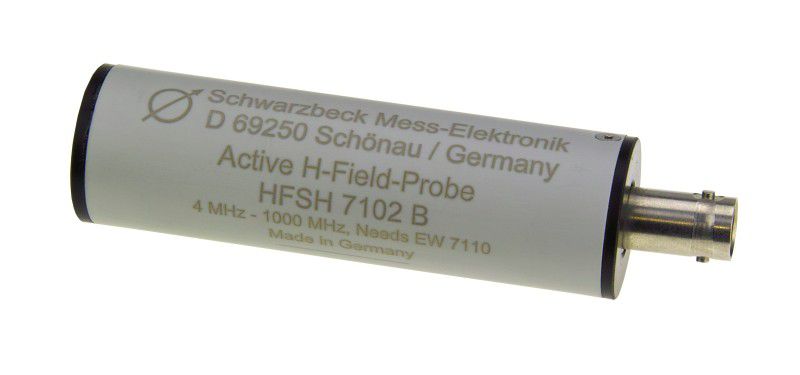 Schwarzbeck Mess-Elektronik
D 69250 Schönau / Germany
Active H-Field-Probe
HFSH 7102 B
4 MHz - 1000 MHz, Needs EW 7110
Made in Germany